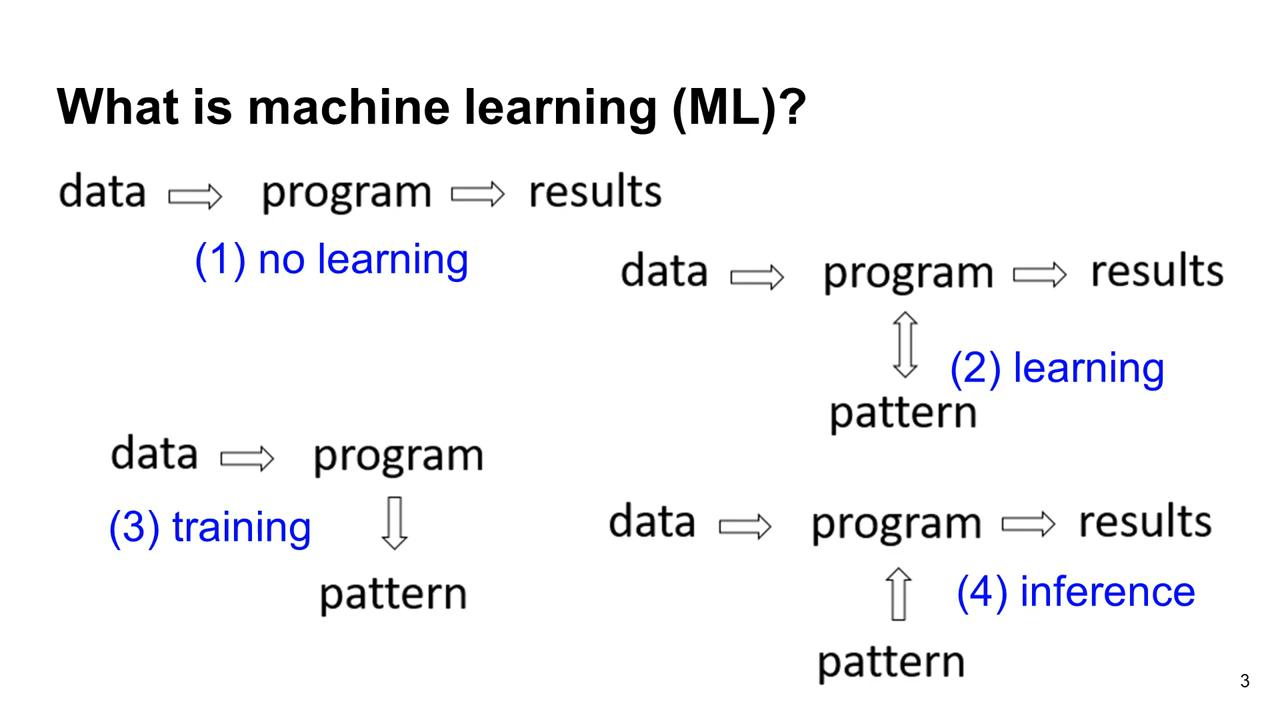 What is machine learning (ML)?
data program results
(1) no learning
data program results
(2) learning
pattern
data program
(3) training
pattern
data program results
(4) inference
pattern
3